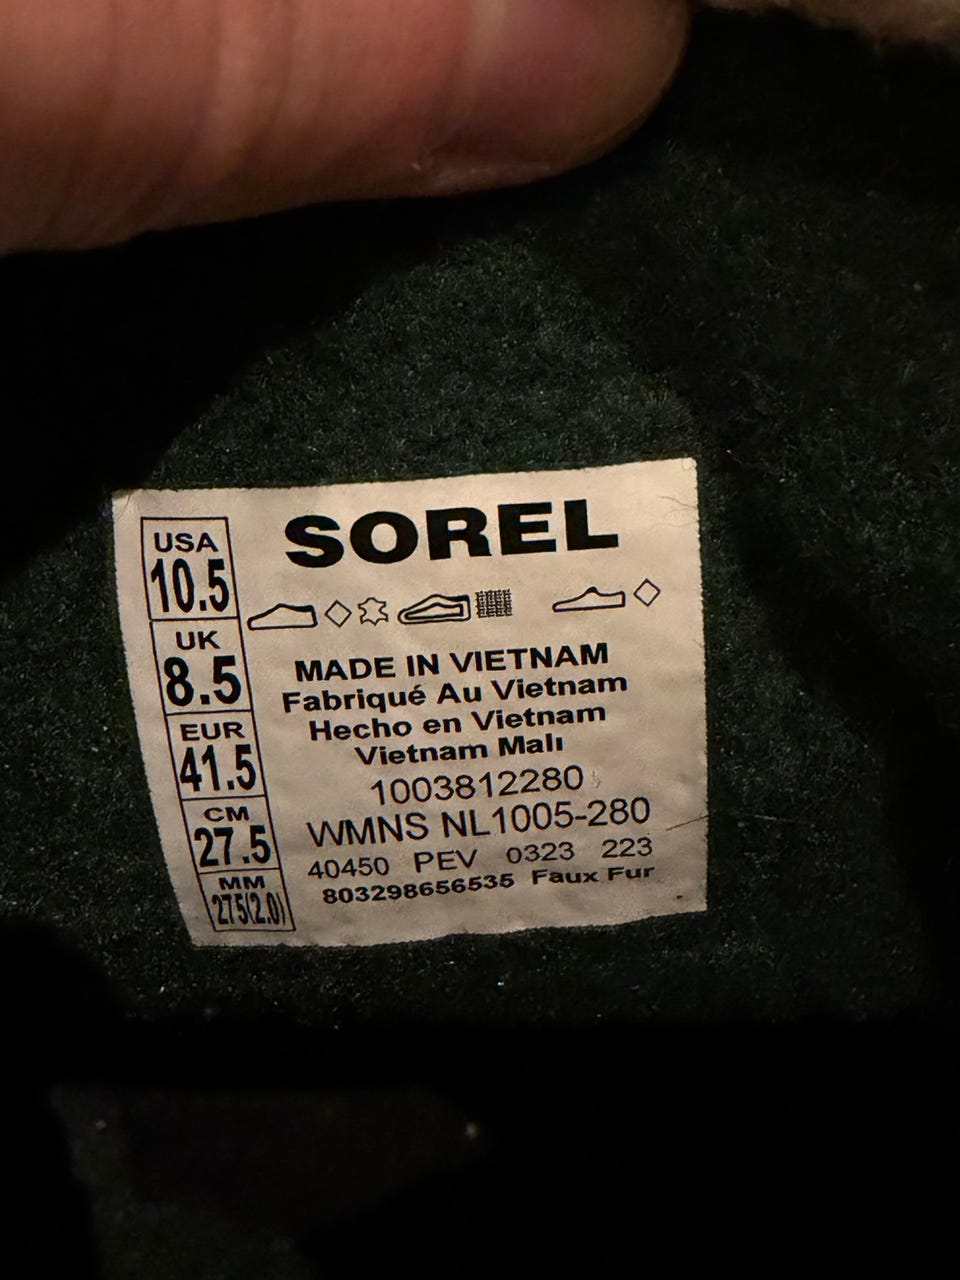 SOREL
USA
10.5
UK
8.5
EUR
41.5
CM
27.5
MM
275(2.0)
MADE IN VIETNAM
Fabriqué Au Vietnam
Hecho en Vietnam
Vietnam Malı
1003812280
WMNS NL1005-280
40450 PEV 0323 223
803298656535 Faux Fur